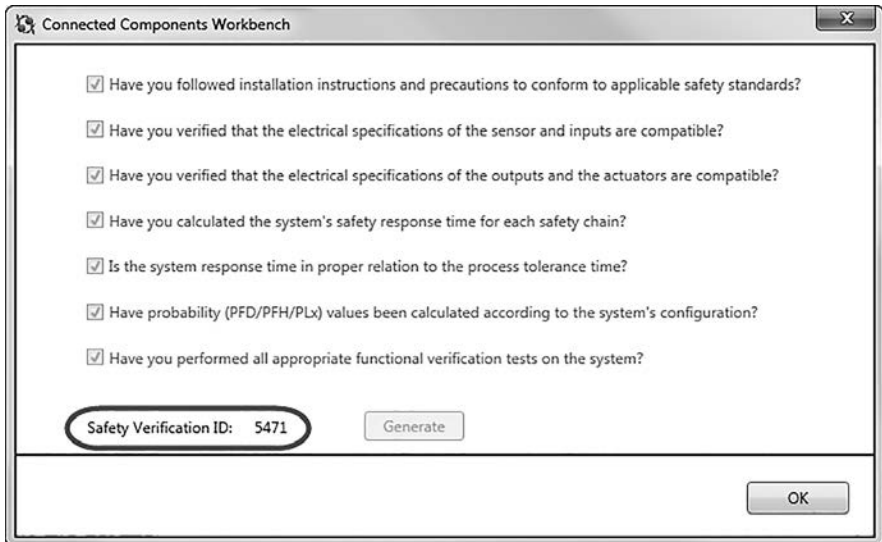 Connected Components Workbench
Have you followed installation instructions and precautions to conform to applicable safety standards?
Have you verified that the electrical specifications of the sensor and inputs are compatible?
Have you verified that the electrical specifications of the outputs and the actuators are compatible?
Have you calculated the system's safety response time for each safety chain?
Is the system response time in proper relation to the process tolerance time?
Have probability (PFD/PFH/PLx) values been calculated according to the system's configuration?
Have you performed all appropriate functional verification tests on the system?
Safety Verification ID: 5471 Generate
OK